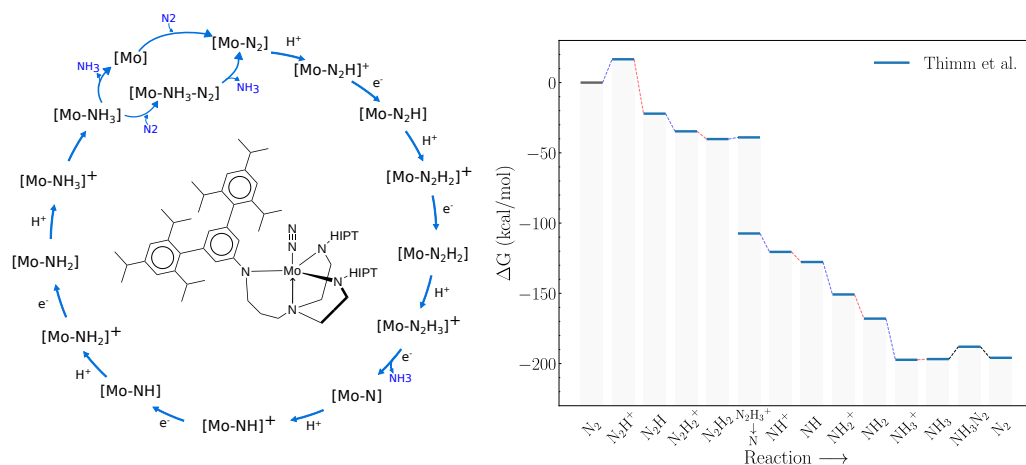 N2
[Mo]
[Mo-N₂]
H⁺
[Mo-N₂H]⁺
e⁻
[Mo-N₂H]
H⁺
[Mo-N₂H₂]⁺
e⁻
[Mo-N₂H₂]
H⁺
[Mo-N₂H₃]⁺
e⁻
NH3
[Mo-N]
H⁺
[Mo-NH]⁺
e⁻
[Mo-NH]
H⁺
[Mo-NH₂]⁺
e⁻
[Mo-NH₂]
H⁺
[Mo-NH₃]⁺
[Mo-NH₃]
NH3
N2
[Mo-NH₃-N₂]
NH3
N
N
HIPT
N
Mo
HIPT
N
N
N
ΔG (kcal/mol)
0
−50
−100
−150
−200
Thimm et al.
N₂
N₂H⁺
N₂H
N₂H₂⁺
N₂H₂
N₂H₃⁺
↓
N
NH⁺
NH
NH₂⁺
NH₂
NH₃⁺
NH₃
NH₃-N₂
N₂
Reaction ⟶